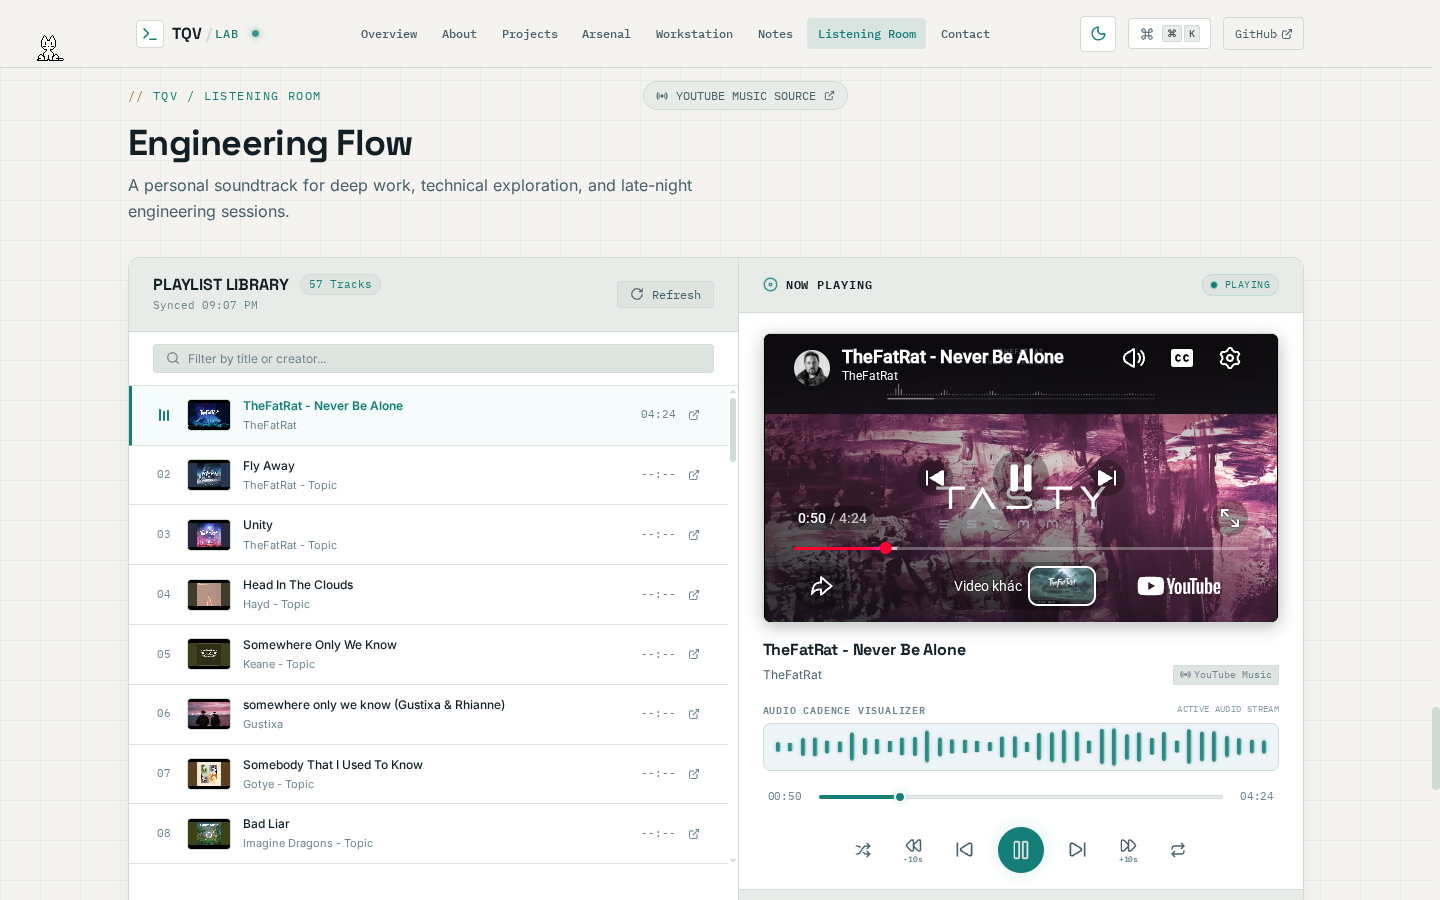 TQV / LAB
Overview
About
Projects
Arsenal
Workstation
Notes
Listening Room
Contact
⌘ ⌘ K
GitHub
// TQV / LISTENING ROOM
YOUTUBE MUSIC SOURCE
Engineering Flow
A personal soundtrack for deep work, technical exploration, and late-night
engineering sessions.
PLAYLIST LIBRARY
57 Tracks
Synced 09:07 PM
Refresh
Filter by title or creator...
TheFatRat - Never Be Alone
TheFatRat
04:24
02
Fly Away
TheFatRat - Topic
--:--
03
Unity
TheFatRat - Topic
--:--
04
Head In The Clouds
Hayd - Topic
--:--
05
Somewhere Only We Know
Keane - Topic
--:--
06
somewhere only we know (Gustixa & Rhianne)
Gustixa
--:--
07
Somebody That I Used To Know
Gotye - Topic
--:--
08
Bad Liar
Imagine Dragons - Topic
--:--
NOW PLAYING
PLAYING
TheFatRat - Never Be Alone
TheFatRat
CC
TASTY
0:50 / 4:24
Video khác
TheFatRat
YouTube
TheFatRat - Never Be Alone
TheFatRat
YouTube Music
AUDIO CADENCE VISUALIZER
ACTIVE AUDIO STREAM
00:50
04:24
-10s
+10s